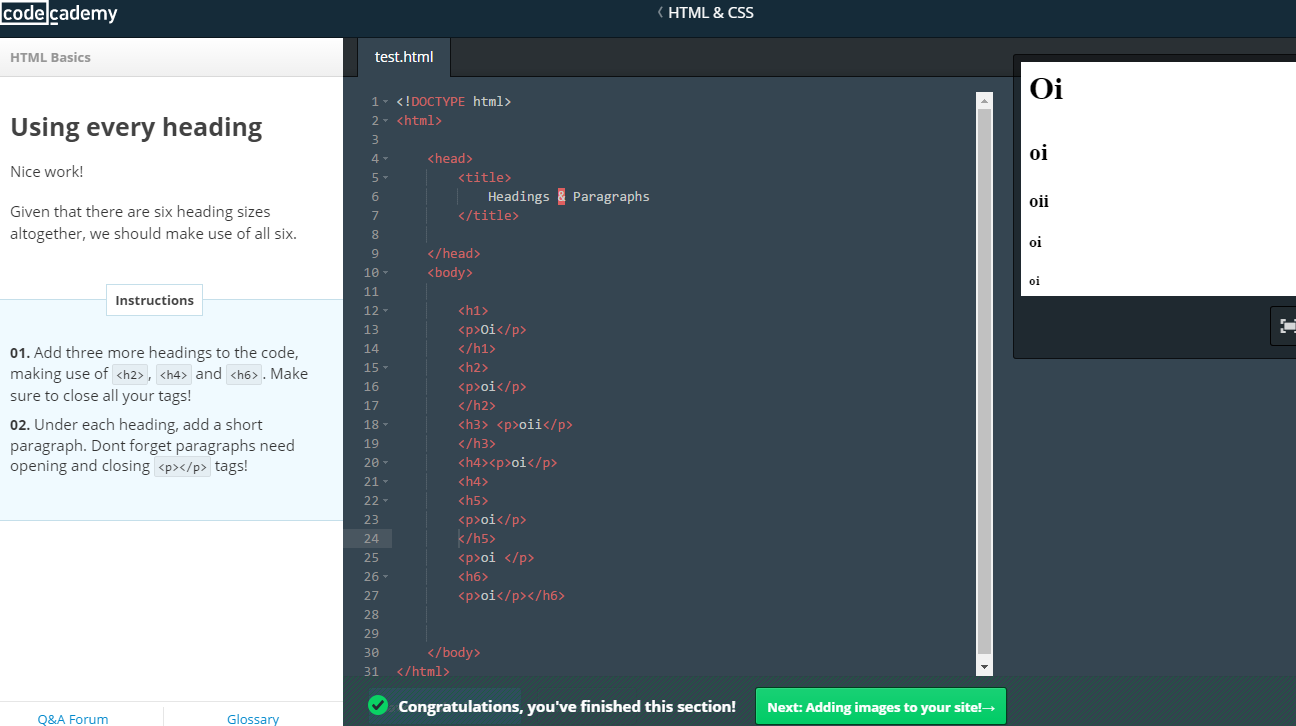 codecademy
〈 HTML & CSS
HTML Basics
test.html
Using every heading
Nice work!
Given that there are six heading sizes
altogether, we should make use of all six.
Instructions
01. Add three more headings to the code,
making use of <h2>, <h4> and <h6>. Make
sure to close all your tags!
02. Under each heading, add a short
paragraph. Dont forget paragraphs need
opening and closing <p></p> tags!
Q&A Forum
Glossary
1 <!DOCTYPE html>
2 <html>
3
4 <head>
5 <title>
6 Headings & Paragraphs
7 </title>
8
9 </head>
10 <body>
11
12 <h1>
13 <p>Oi</p>
14 </h1>
15 <h2>
16 <p>oi</p>
17 </h2>
18 <h3> <p>oii</p>
19 </h3>
20 <h4><p>oi</p>
21 <h4>
22 <h5>
23 <p>oi</p>
24 </h5>
25 <p>oi </p>
26 <h6>
27 <p>oi</p></h6>
28
29
30 </body>
31 </html>
Oi
oi
oii
oi
oi
Congratulations, you've finished this section!
Next: Adding images to your site!→